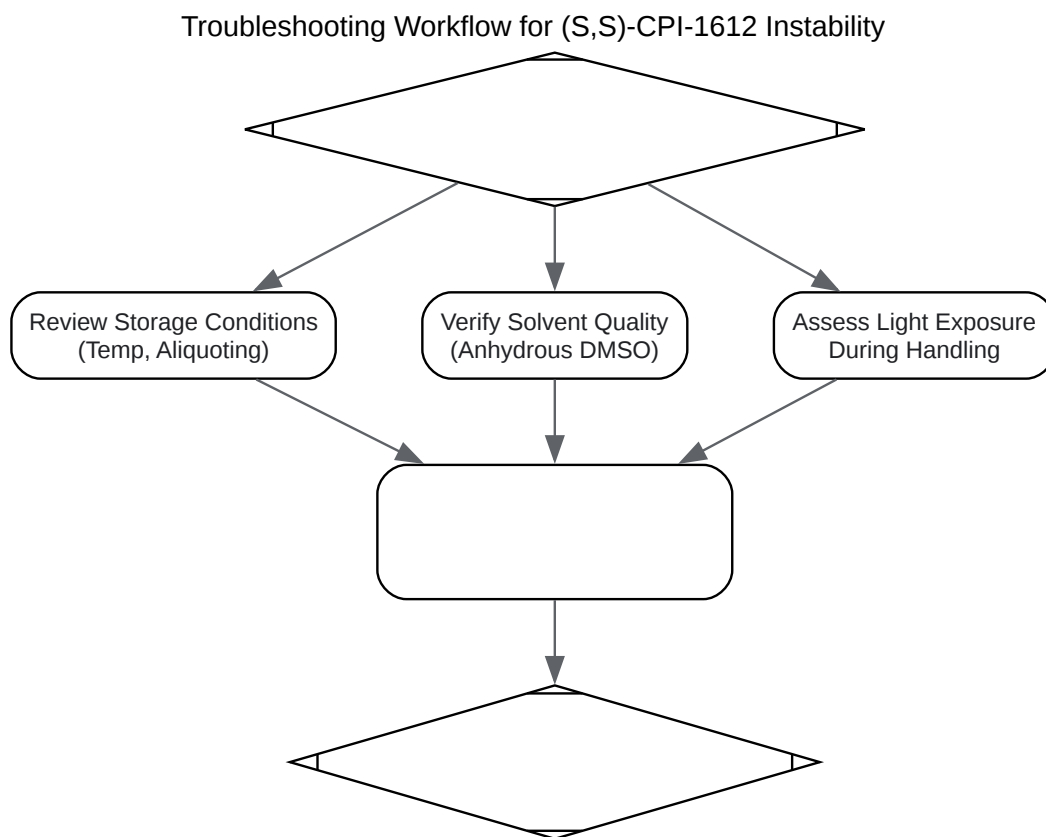 Troubleshooting Workflow for (S,S)-CPI-1612 Instability
Review Storage Conditions
(Temp, Aliquoting)
Verify Solvent Quality
(Anhydrous DMSO)
Assess Light Exposure
During Handling